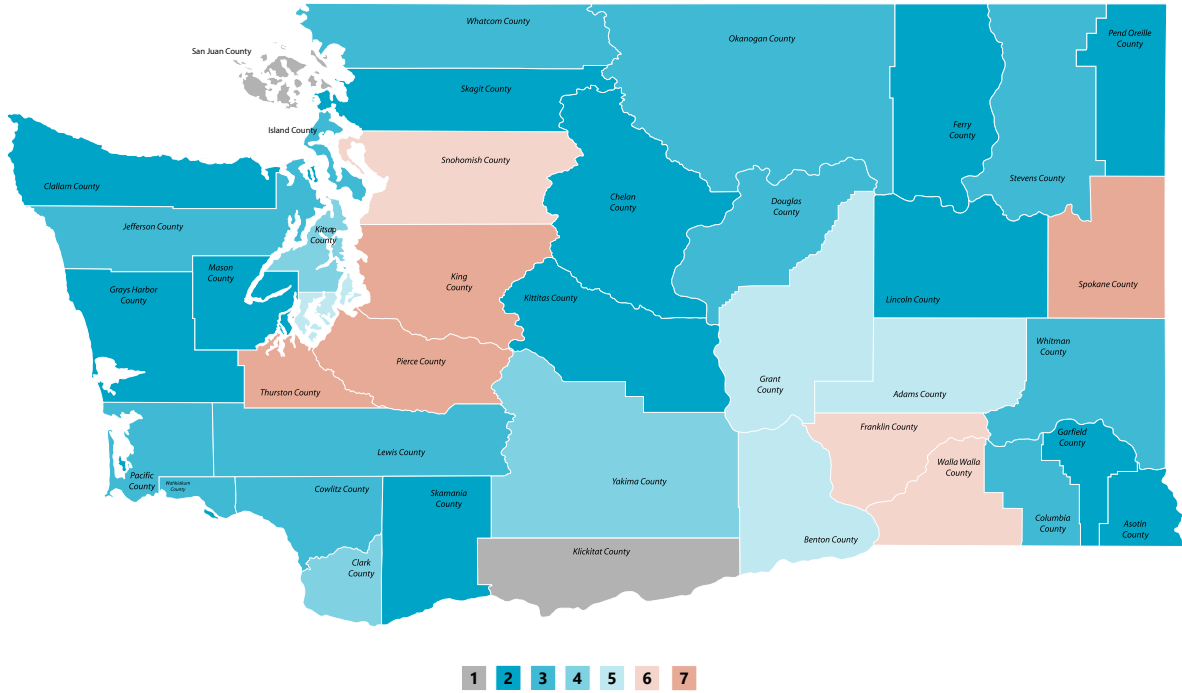 Whatcom County
Okanogan County
Pend Oreille
County
San Juan County
Skagit County
Island County
Ferry
County
Snohomish County
Stevens County
Clallam County
Chelan
County
Douglas
County
Jefferson County
Kitsap
County
Mason
County
King
County
Spokane County
Grays Harbor
County
Kittitas County
Lincoln County
Whitman
County
Pierce County
Grant
County
Thurston County
Adams County
Franklin County
Garfield
County
Lewis County
Walla Walla
County
Pacific
County
Wahkiakum
County
Cowlitz County
Skamania
County
Yakima County
Columbia
County
Asotin
County
Benton County
Klickitat County
Clark
County
1 2 3 4 5 6 7